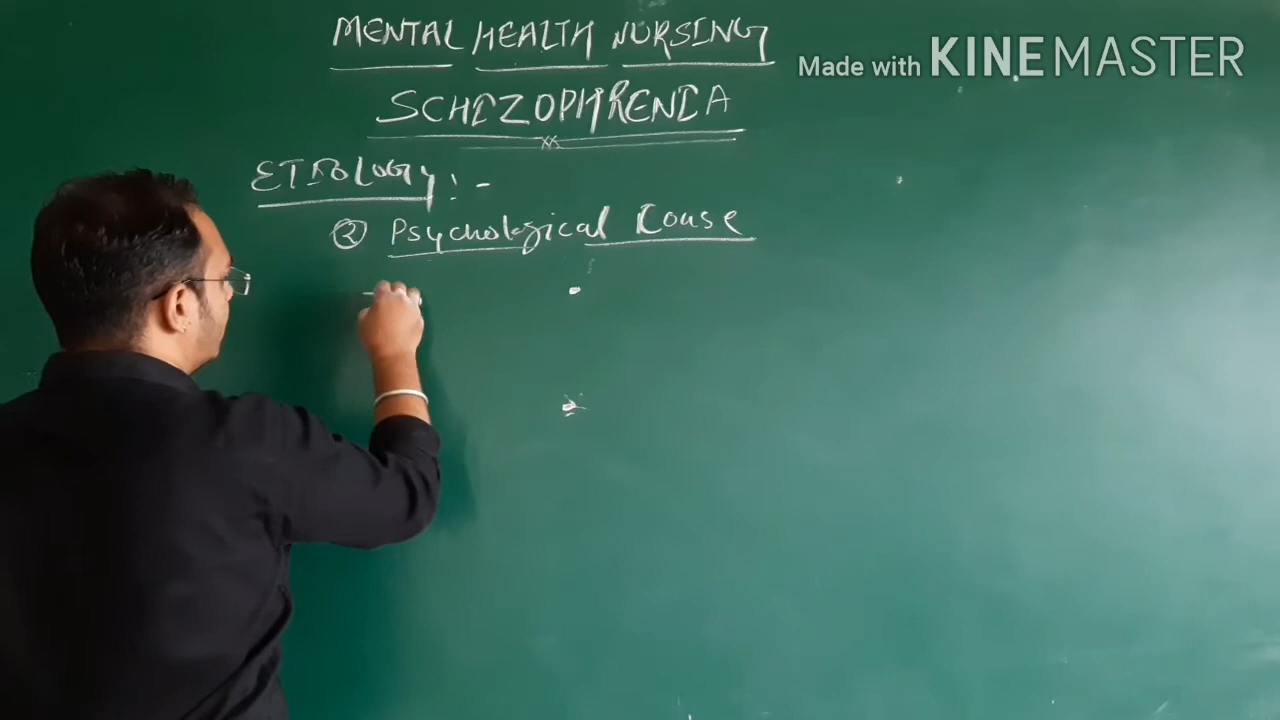 MENTAL HEALTH NURSING
Made with KINEMASTER
SCHIZOPHRENIA
ETIOLOGY:-
② Psychological Couse